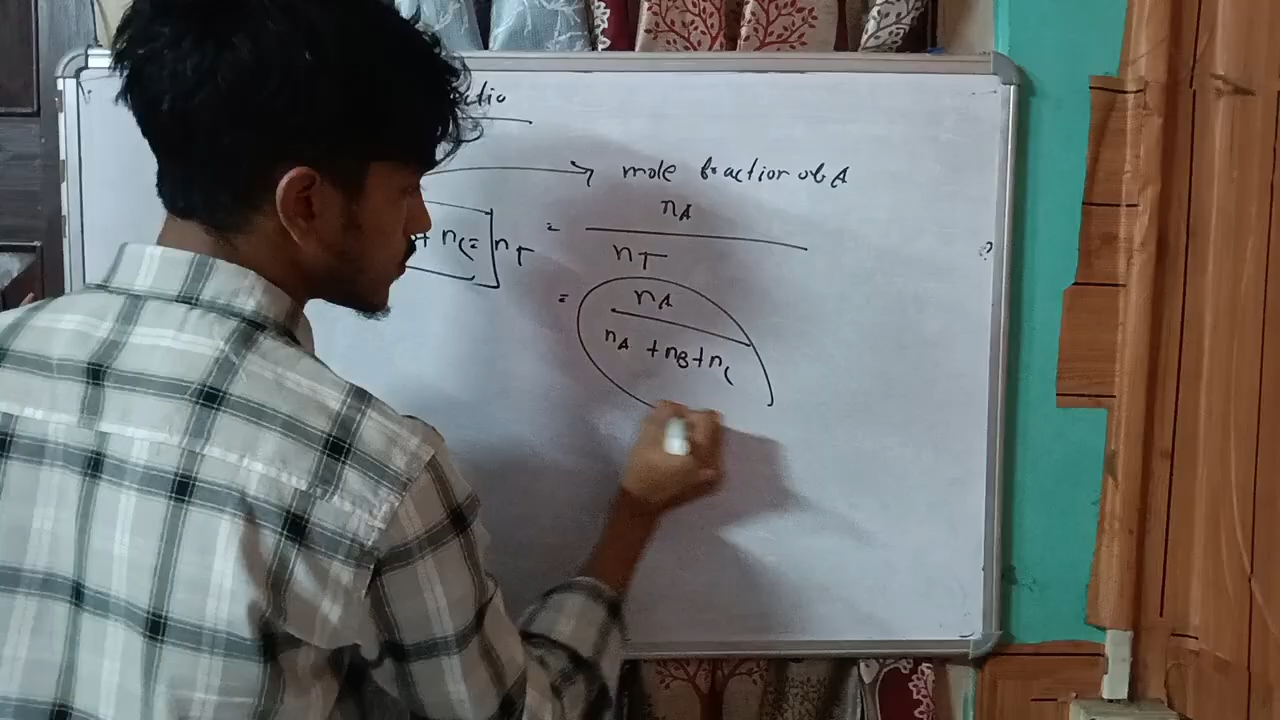 ctio
→ mole fraction of A
+ nC = nT = nA / nT
= nA / nA + nB + nC